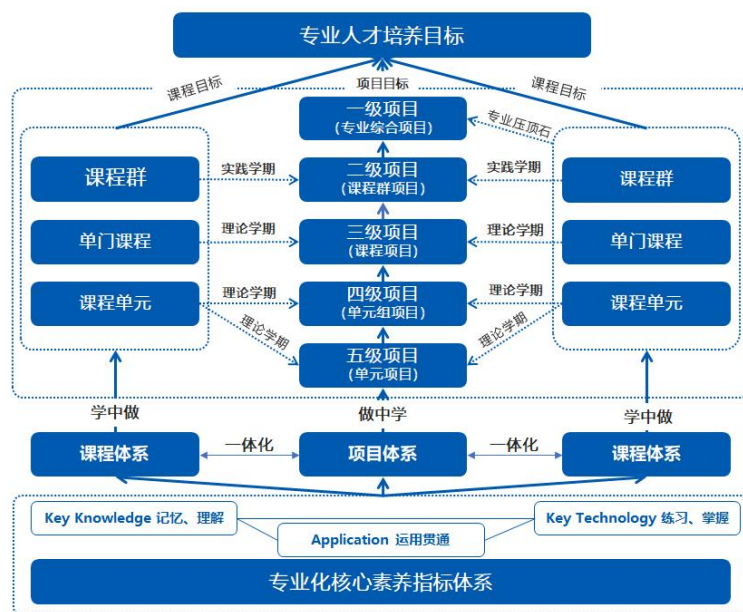 专业人才培养目标
课程目标
项目目标
课程目标
一级项目
(专业综合项目)
专业压顶石
课程群
实践学期
二级项目
(课程群项目)
实践学期
课程群
单门课程
理论学期
三级项目
(课程项目)
理论学期
单门课程
课程单元
理论学期
四级项目
(单元组项目)
理论学期
课程单元
理论学期
五级项目
(单元项目)
理论学期
学中做
做中学
学中做
课程体系
一体化
项目体系
一体化
课程体系
Key Knowledge 记忆、理解
Application 运用贯通
Key Technology 练习、掌握
专业化核心素养指标体系